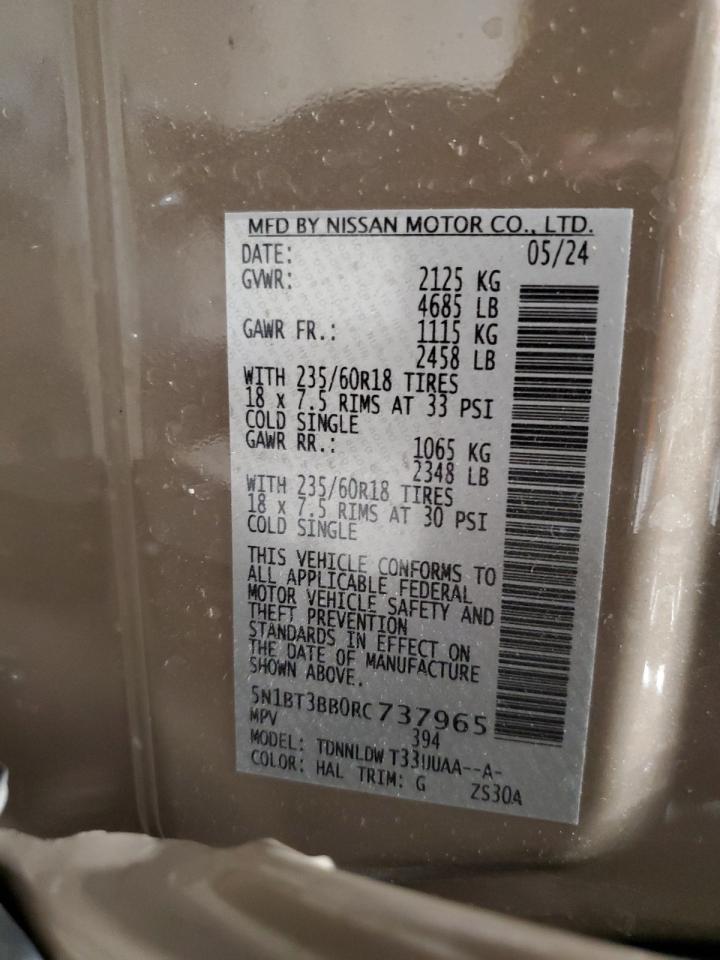 MFD BY NISSAN MOTOR CO., LTD.
DATE: 05/24
GVWR: 2125 KG
4685 LB
GAWR FR.: 1115 KG
2458 LB
WITH 235/60R18 TIRES
18 x 7.5 RIMS AT 33 PSI
COLD SINGLE
GAWR RR.: 1065 KG
2348 LB
WITH 235/60R18 TIRES
18 x 7.5 RIMS AT 30 PSI
COLD SINGLE
THIS VEHICLE CONFORMS TO
ALL APPLICABLE FEDERAL
MOTOR VEHICLE SAFETY AND
THEFT PREVENTION
STANDARDS IN EFFECT ON
THE DATE OF MANUFACTURE
SHOWN ABOVE.
5N1BT3BB0RC737965
MPV 394
MODEL: TDNNLDW T33UUAA--A-
COLOR: HAL TRIM: G ZS30A